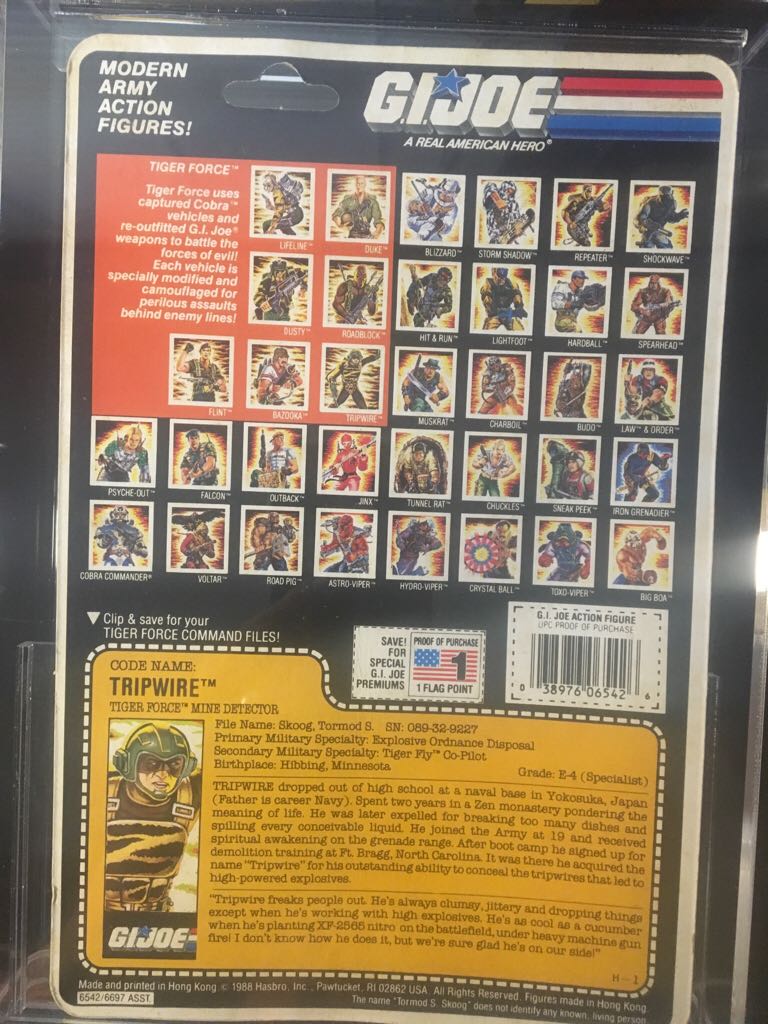 MODERN
ARMY
ACTION
FIGURES!
G.I.JOE
A REAL AMERICAN HERO®
TIGER FORCE™
Tiger Force uses
captured Cobra™
vehicles and
re-outfitted G.I. Joe®
weapons to battle the
forces of evil!
Each vehicle is
specially modified and
camouflaged for
perilous assaults
behind enemy lines!
LIFELINE™ DUKE™ BLIZZARD™ STORM SHADOW™ REPEATER™ SHOCKWAVE™
DUSTY™ ROADBLOCK™ HIT & RUN™ LIGHTFOOT™ HARDBALL™ SPEARHEAD™
FLINT™ BAZOOKA™ TRIPWIRE™ MUSKRAT™ CHARBOIL™ BUDO™ LAW™ & ORDER™
PSYCHE-OUT™ FALCON™ OUTBACK™ JINX™ TUNNEL RAT™ CHUCKLES™ SNEAK PEEK™ IRON GRENADIER™
COBRA COMMANDER® VOLTAR™ ROAD PIG™ ASTRO-VIPER™ HYDRO-VIPER™ CRYSTAL BALL™ TOXO-VIPER™ BIG BOA™
▼ Clip & save for your
TIGER FORCE COMMAND FILES!
SAVE!
FOR
SPECIAL
G.I. JOE
PREMIUMS
PROOF OF PURCHASE
1
1 FLAG POINT
G.I. JOE ACTION FIGURE
UPC PROOF OF PURCHASE
0 38976 06542 6
CODE NAME:
TRIPWIRE™
TIGER FORCE™ MINE DETECTOR
File Name: Skoog, Tormod S. SN: 089-32-9227
Primary Military Specialty: Explosive Ordnance Disposal
Secondary Military Specialty: Tiger Fly™ Co-Pilot
Birthplace: Hibbing, Minnesota Grade: E-4 (Specialist)
TRIPWIRE dropped out of high school at a naval base in Yokosuka, Japan
(Father is career Navy). Spent two years in a Zen monastery pondering the
meaning of life. He was later expelled for breaking too many dishes and
spilling every conceivable liquid. He joined the Army at 19 and received
spiritual awakening on the grenade range. After boot camp he signed up for
demolition training at Ft. Bragg, North Carolina. It was there he acquired the
name "Tripwire" for his outstanding ability to conceal the tripwires that led to
high-powered explosives.
"Tripwire freaks people out. He's always clumsy, jittery and dropping things
except when he's working with high explosives. He's as cool as a cucumber
when he's planting XF-2565 nitro on the battlefield, under heavy machine gun
fire! I don't know how he does it, but we're sure glad he's on our side!"
G.I.JOE
H-1
Made and printed in Hong Kong. © 1988 Hasbro, Inc., Pawtucket, RI 02862 USA. All Rights Reserved. Figures made in Hong Kong
6542/6697 ASST.
The name "Tormod S. Skoog" does not identify any known, living person